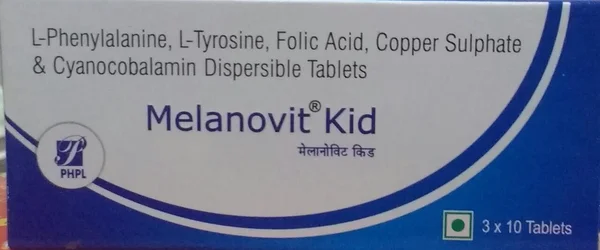 L-Phenylalanine, L-Tyrosine, Folic Acid, Copper Sulphate
& Cyanocobalamin Dispersible Tablets
Melanovit® Kid
मेलानोविट किड
PHPL
3 x 10 Tablets